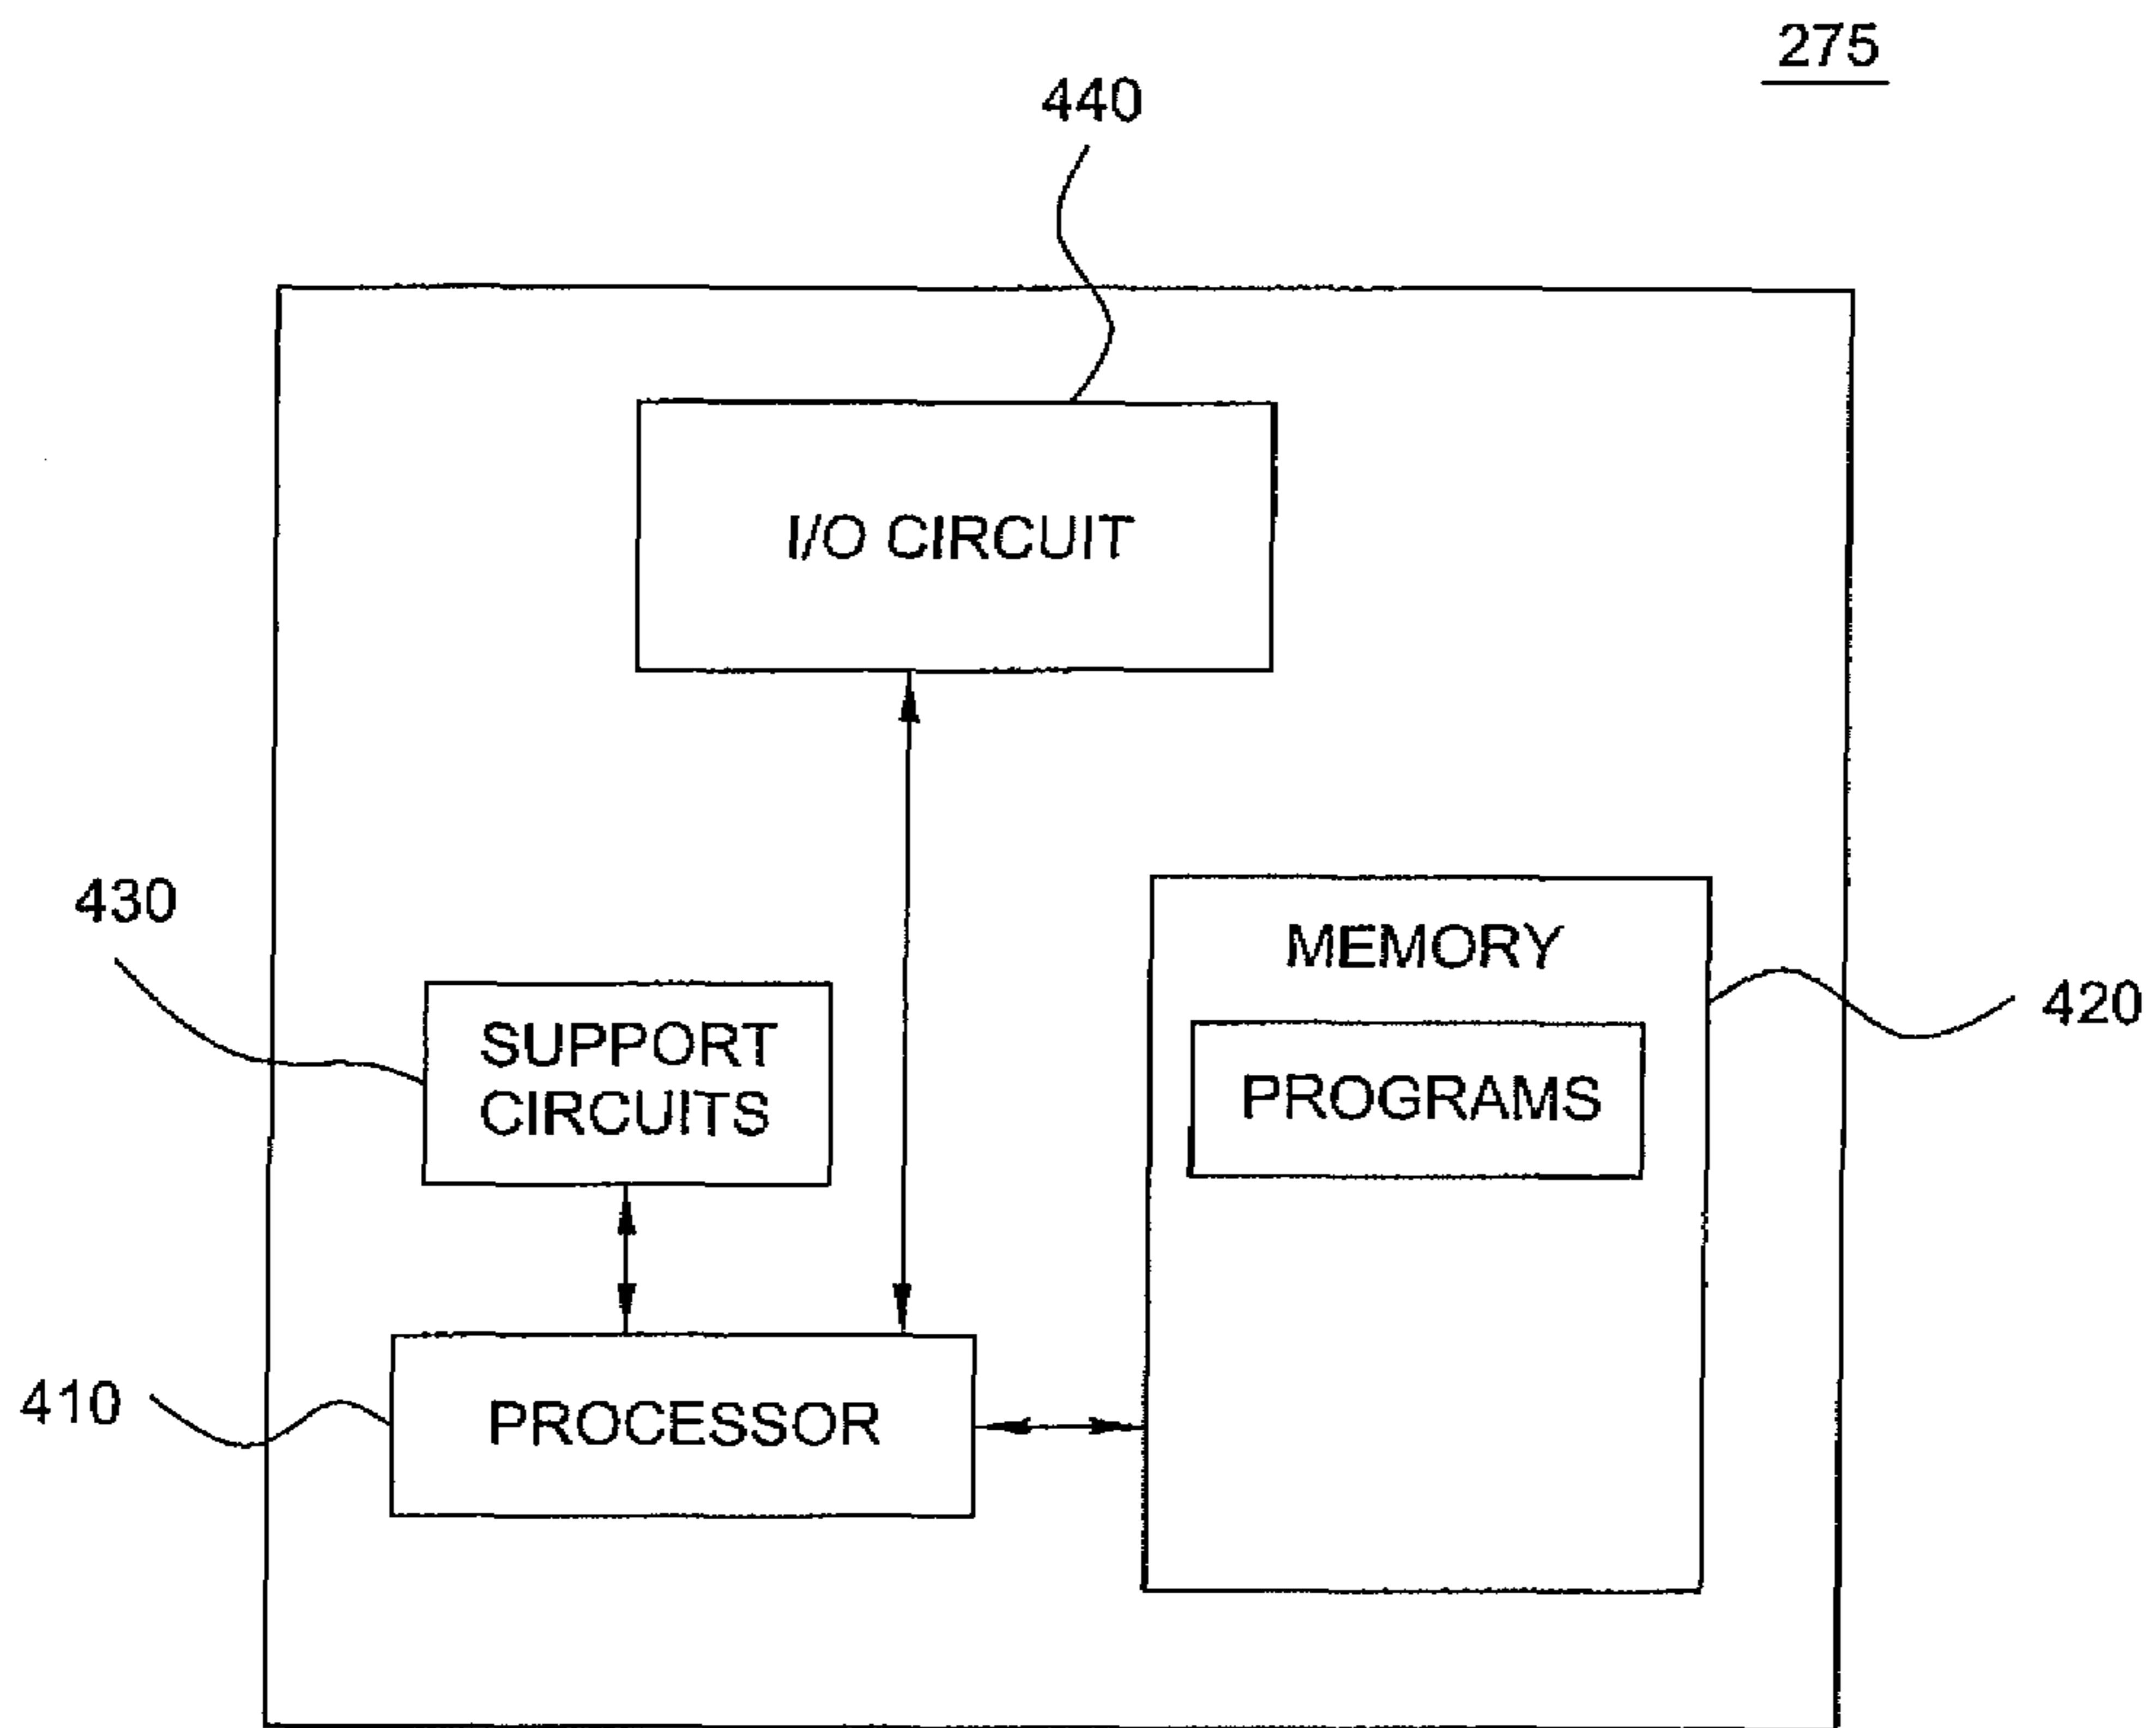 275
440
I/O CIRCUIT
430
MEMORY
420
SUPPORT
CIRCUITS
PROGRAMS
410
PROCESSOR